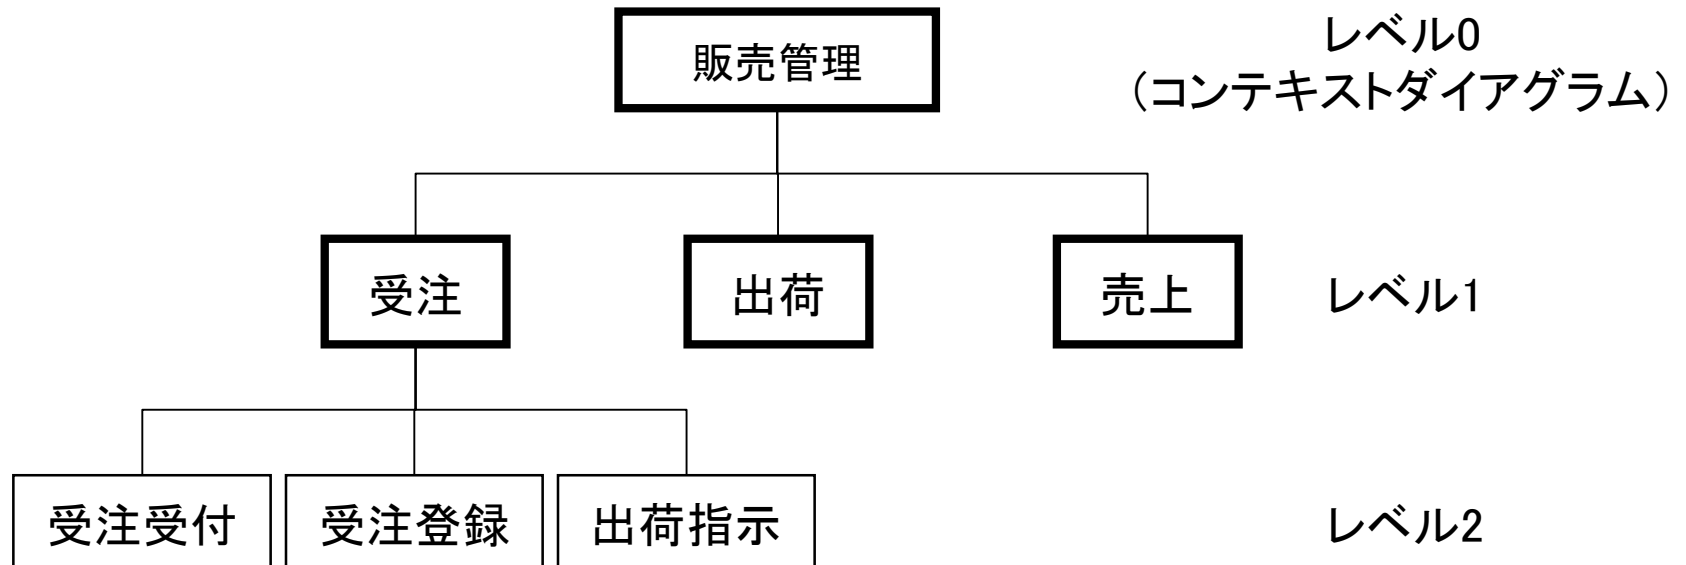 販売管理
レベル0
（コンテキストダイアグラム）
受注
出荷
売上
レベル1
受注受付
受注登録
出荷指示
レベル2